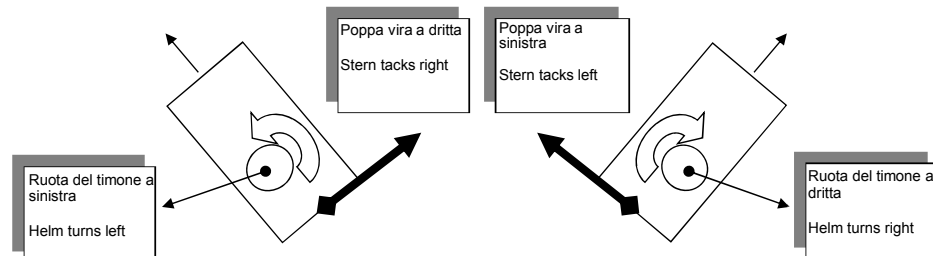 Poppa vira a dritta
Stern tacks right
Poppa vira a
sinistra
Stern tacks left
Ruota del timone a
sinistra
Helm turns left
Ruota del timone a
dritta
Helm turns right